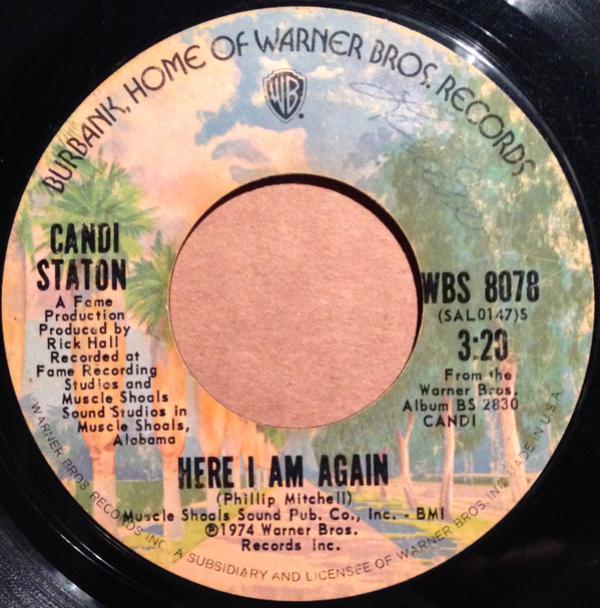 BURBANK, HOME OF WARNER BROS. RECORDS
WB
CANDI
STATON
A Fame
Production
Produced by
Rick Hall
Recorded at
Fame Recording
Studios and
Muscle Shoals
Sound Studios in
Muscle Shoals,
Alabama
WBS 8078
(SAL0147)S
3:20
From the
Warner Bros.
Album BS 2830
CANDI
HERE I AM AGAIN
(Phillip Mitchell)
Muscle Shoals Sound Pub. Co., Inc. - BMI
℗1974 Warner Bros.
Records Inc.
WARNER BROS. RECORDS INC., A SUBSIDIARY AND LICENSEE OF WARNER BROS. INC. MADE IN U.S.A.